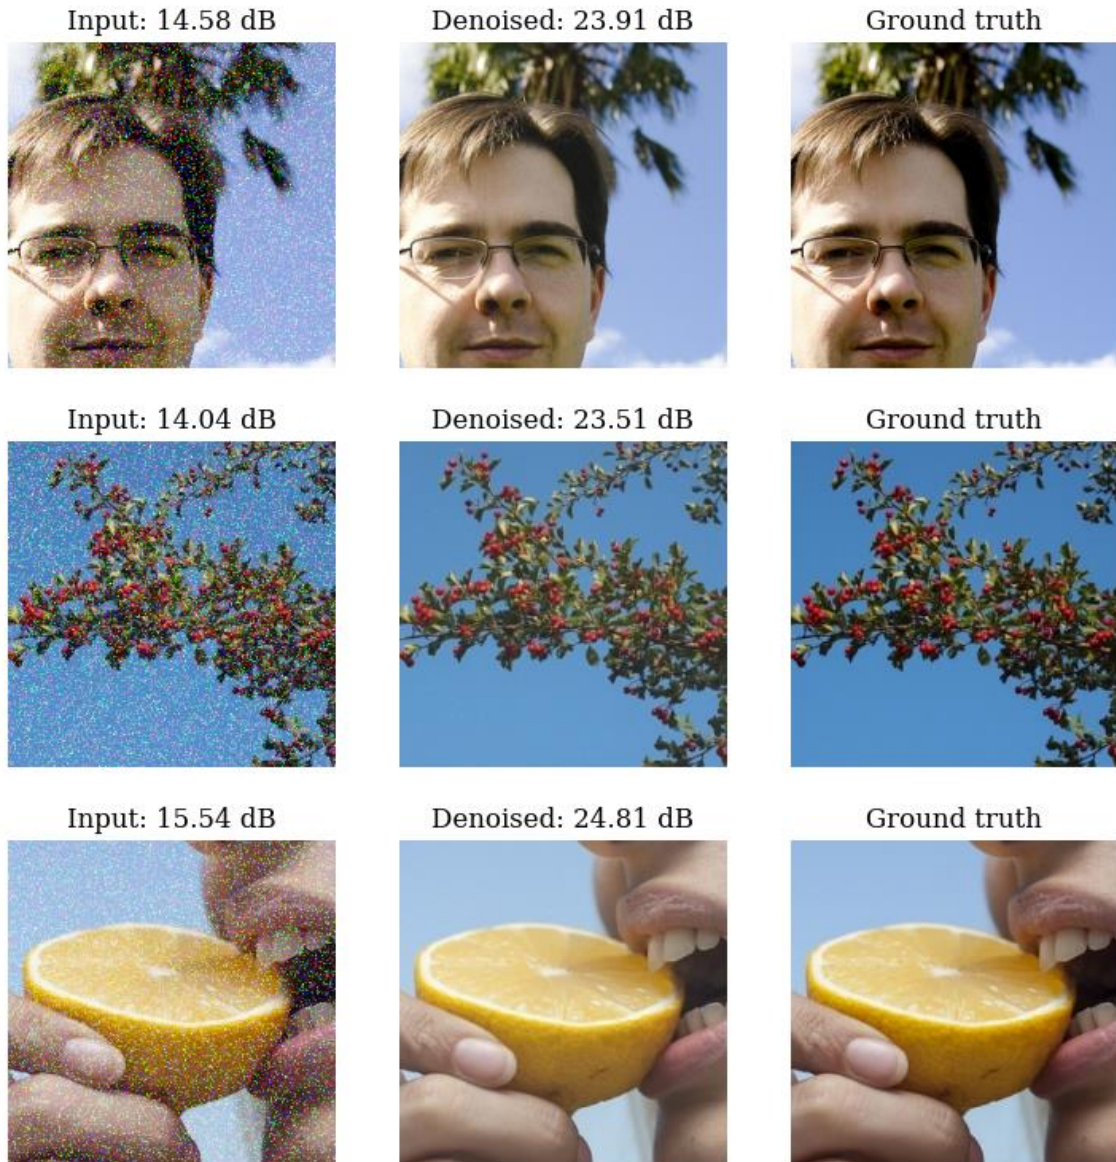 Input: 14.58 dB
Denoised: 23.91 dB
Ground truth
Input: 14.04 dB
Denoised: 23.51 dB
Ground truth
Input: 15.54 dB
Denoised: 24.81 dB
Ground truth